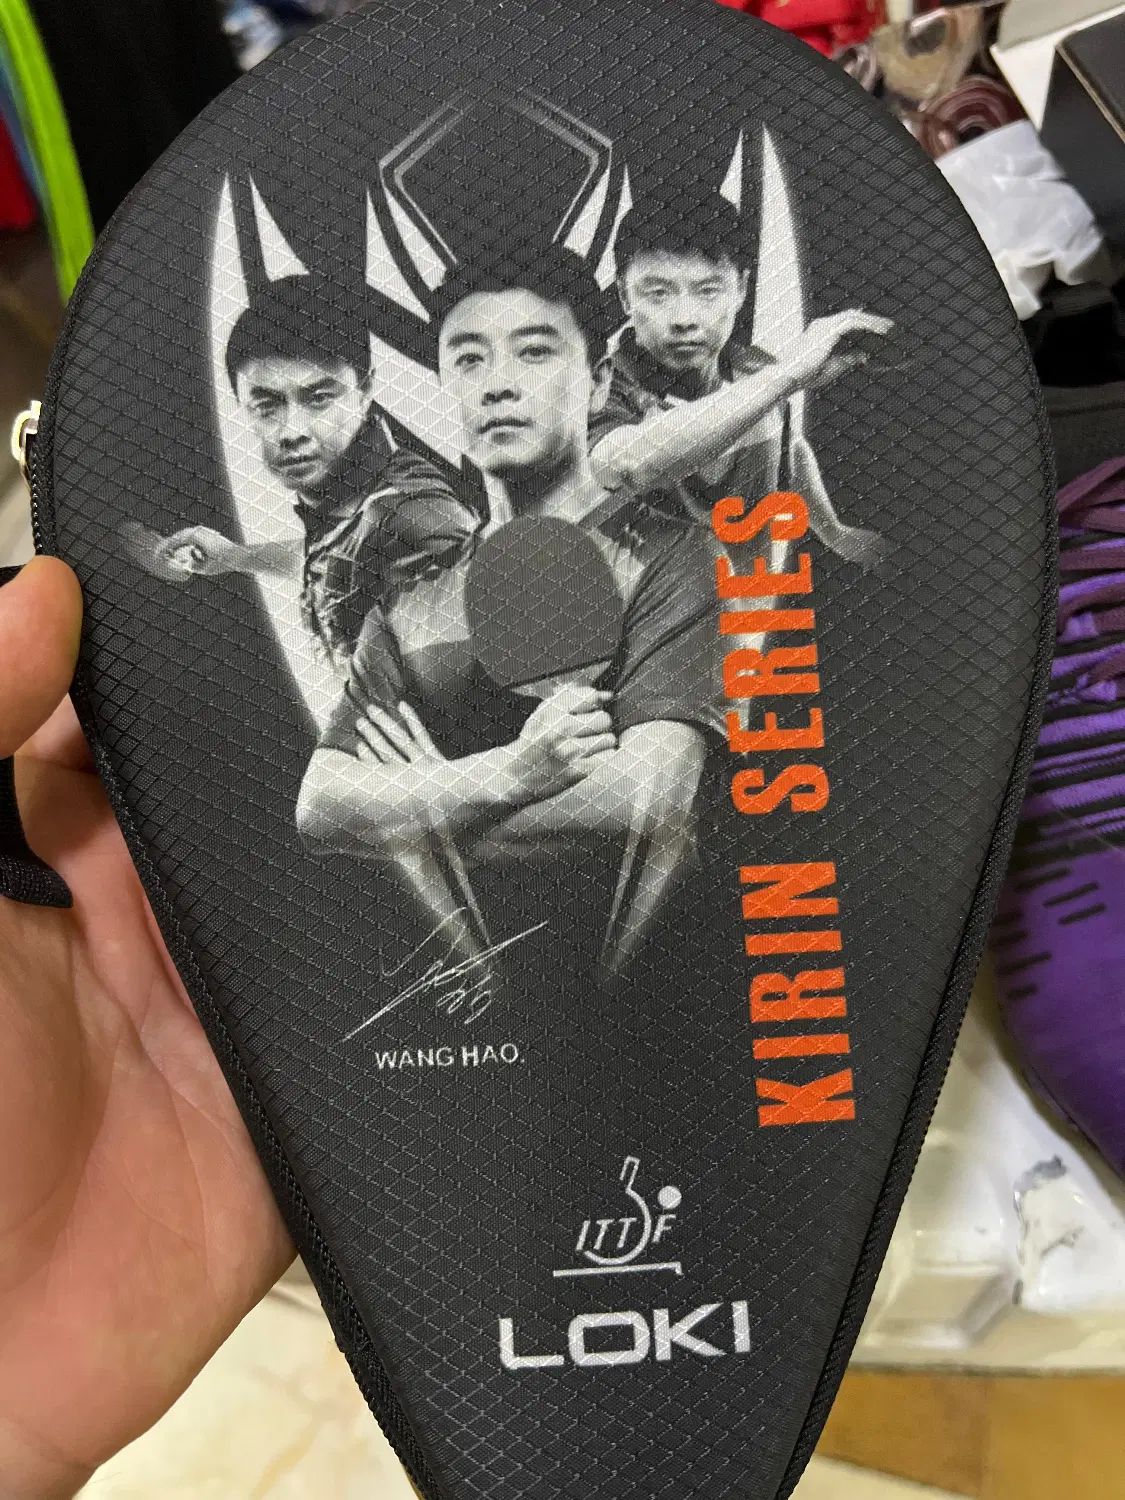 KIRIN SERIES
WANG HAO.
ITTF
LOKI